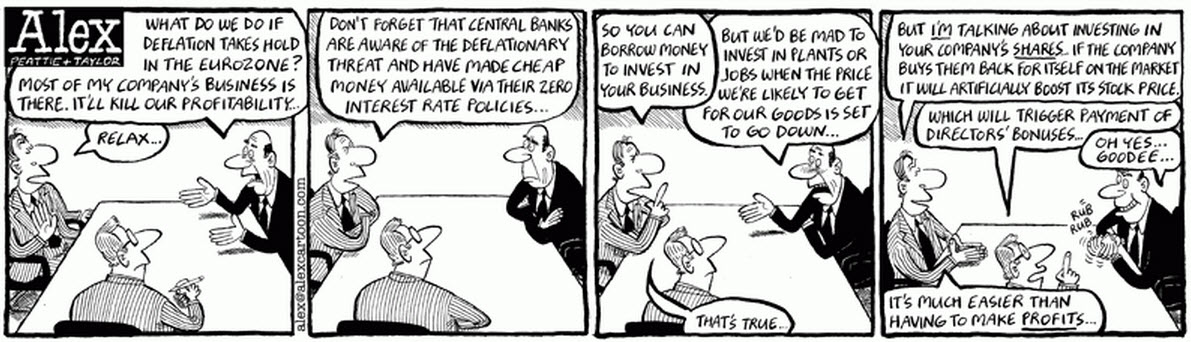 Alex
PEATTIE + TAYLOR
WHAT DO WE DO IF
DEFLATION TAKES HOLD
IN THE EUROZONE?
MOST OF MY COMPANY'S BUSINESS IS
THERE. IT'LL KILL OUR PROFITABILITY...
RELAX...
alex@alexcartoon.com
DON'T FORGET THAT CENTRAL BANKS
ARE AWARE OF THE DEFLATIONARY
THREAT AND HAVE MADE CHEAP
MONEY AVAILABLE VIA THEIR ZERO
INTEREST RATE POLICIES...
SO YOU CAN
BORROW MONEY
TO INVEST IN
YOUR BUSINESS.
BUT WE'D BE MAD TO
INVEST IN PLANTS OR
JOBS WHEN THE PRICE
WE'RE LIKELY TO GET
FOR OUR GOODS IS SET
TO GO DOWN...
THAT'S TRUE...
BUT I'M TALKING ABOUT INVESTING IN
YOUR COMPANY'S SHARES. IF THE COMPANY
BUYS THEM BACK FOR ITSELF ON THE MARKET
IT WILL ARTIFICIALLY BOOST ITS STOCK PRICE.
WHICH WILL TRIGGER PAYMENT OF
DIRECTORS' BONUSES...
OH YES...
GOODEE...
RUB
RUB
IT'S MUCH EASIER THAN
HAVING TO MAKE PROFITS...